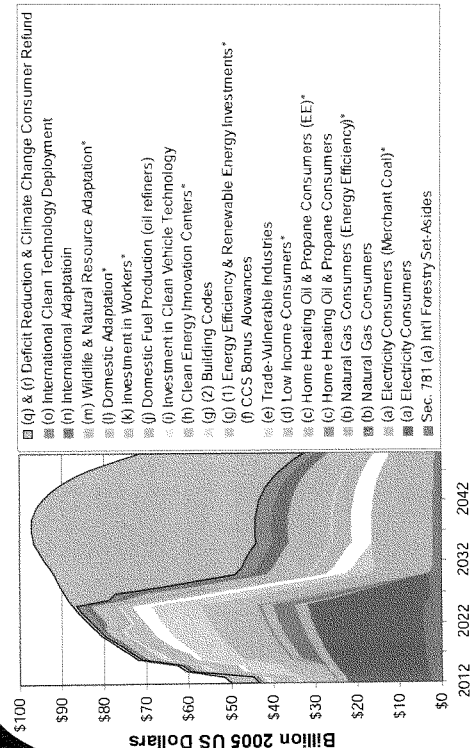 Billion 2005 US Dollars
$100
$90
$80
$70
$60
$50
$40
$30
$20
$10
$0
2012
2022
2032
2042
(q) & (r) Deficit Reduction & Climate Change Consumer Refund
(o) International Clean Technology Deployment
(n) International Adaptatioin
(m) Wildlife & Natural Resource Adaptation*
(l) Domestic Adaptation*
(k) Investment in Workers*
(j) Domestic Fuel Production (oil refiners)
(i) Investment in Clean Vehicle Technology
(h) Clean Energy Innovation Centers*
(g) (2) Building Codes
(g) (1) Energy Efficiency & Renewable Energy Investments*
(f) CCS Bonus Alowances
(e) Trade-Vulnerable Industries
(d) Low Income Consumers*
(c) Home Heating Oil & Propane Consumers (EE)*
(c) Home Heating Oil & Propane Consumers
(b) Natural Gas Consumers (Energy Efficiency)*
(b) Natural Gas Consumers
(a) Electricity Consumers (Merchant Coal)*
(a) Electricity Consumers
Sec. 781 (a) Int'l Forestry Set-Asides